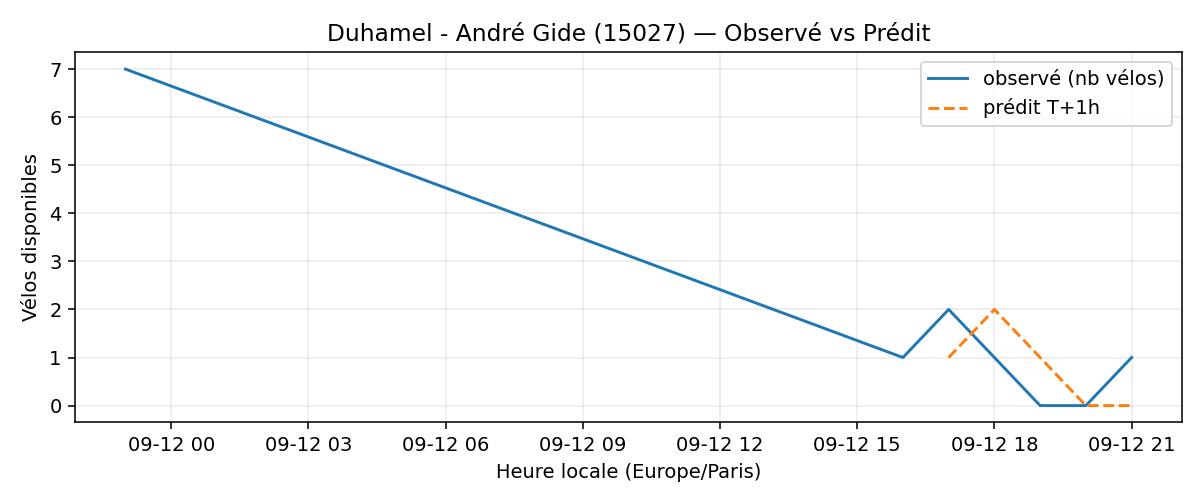 Duhamel - André Gide (15027) — Observé vs Prédit
observé (nb vélos)
prédit T+1h
Vélos disponibles
7
6
5
4
3
2
1
0
09-12 00 09-12 03 09-12 06 09-12 09 09-12 12 09-12 15 09-12 18 09-12 21
Heure locale (Europe/Paris)